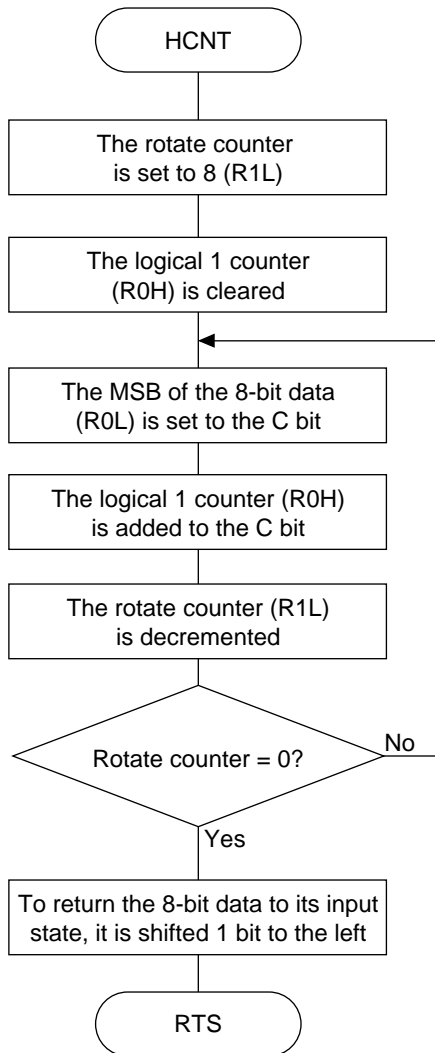 HCNT
The rotate counter
is set to 8 (R1L)
The logical 1 counter
(R0H) is cleared
The MSB of the 8-bit data
(R0L) is set to the C bit
The logical 1 counter (R0H)
is added to the C bit
The rotate counter (R1L)
is decremented
Rotate counter = 0?
No
Yes
To return the 8-bit data to its input
state, it is shifted 1 bit to the left
RTS